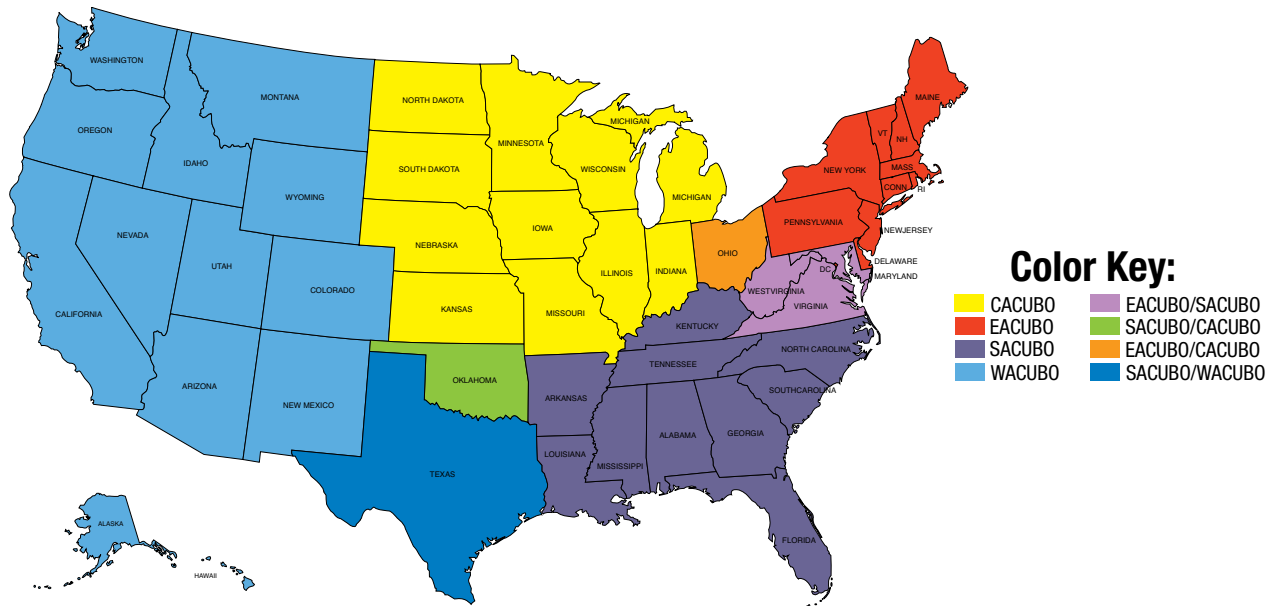 WASHINGTON
MONTANA
NORTH DAKOTA
MINNESOTA
MICHIGAN
MAINE
VT
NH
OREGON
IDAHO
SOUTH DAKOTA
WISCONSIN
MICHIGAN
NEW YORK
MASS
CONN
RI
WYOMING
NEVADA
NEBRASKA
IOWA
PENNSYLVANIA
NEWJERSEY
UTAH
COLORADO
ILLINOIS
INDIANA
OHIO
DC
DELAWARE
MARYLAND
WESTVIRGINIA
VIRGINIA
CALIFORNIA
KANSAS
MISSOURI
KENTUCKY
NORTH CAROLINA
TENNESSEE
ARIZONA
NEW MEXICO
OKLAHOMA
ARKANSAS
SOUTHCAROLINA
TEXAS
LOUISIANA
MISSISSIPPI
ALABAMA
GEORGIA
FLORIDA
ALASKA
HAWAII
Color Key:
CACUBO
EACUBO
SACUBO
WACUBO
EACUBO/SACUBO
SACUBO/CACUBO
EACUBO/CACUBO
SACUBO/WACUBO